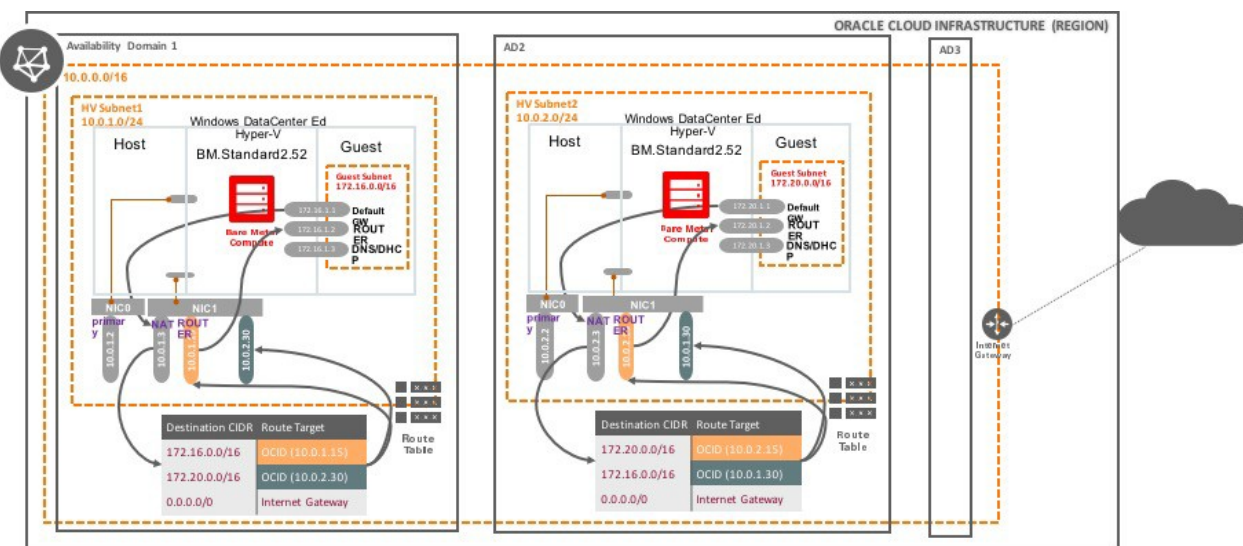 ORACLE CLOUD INFRASTRUCTURE (REGION)
Availability Domain 1
10.0.0.0/16
HV Subnet1
10.0.1.0/24
Windows DataCenter Ed
Hyper-V
BM.Standard2.52
Host
Guest
Guest Subnet
172.16.0.0/16
172.16.1.1
Default
GW
172.16.1.2
ROUT
ER
172.16.1.3
DNS/DHC
P
Bare Metal
Compute
NIC0
NIC1
primar
y
NAT
ROUT
ER
10.0.1.2
10.0.1.3
10.0.2.30
Route
Table
Destination CIDR
Route Target
172.16.0.0/16
OCID (10.0.1.15)
172.20.0.0/16
OCID (10.0.2.30)
0.0.0.0/0
Internet Gateway
AD2
HV Subnet2
10.0.2.0/24
Windows DataCenter Ed
Hyper-V
BM.Standard2.52
Host
Guest
Guest Subnet
172.20.0.0/16
172.20.1.1
Default
GW
172.20.1.2
ROUT
ER
172.20.1.3
DNS/DHC
P
Bare Metal
Compute
NIC0
NIC1
primar
y
NAT
ROUT
ER
10.0.2.2
10.0.2.3
10.0.1.30
Route
Table
Destination CIDR
Route Target
172.20.0.0/16
OCID (10.0.2.15)
172.16.0.0/16
OCID (10.0.1.30)
0.0.0.0/0
Internet Gateway
AD3
Internet
Gateway